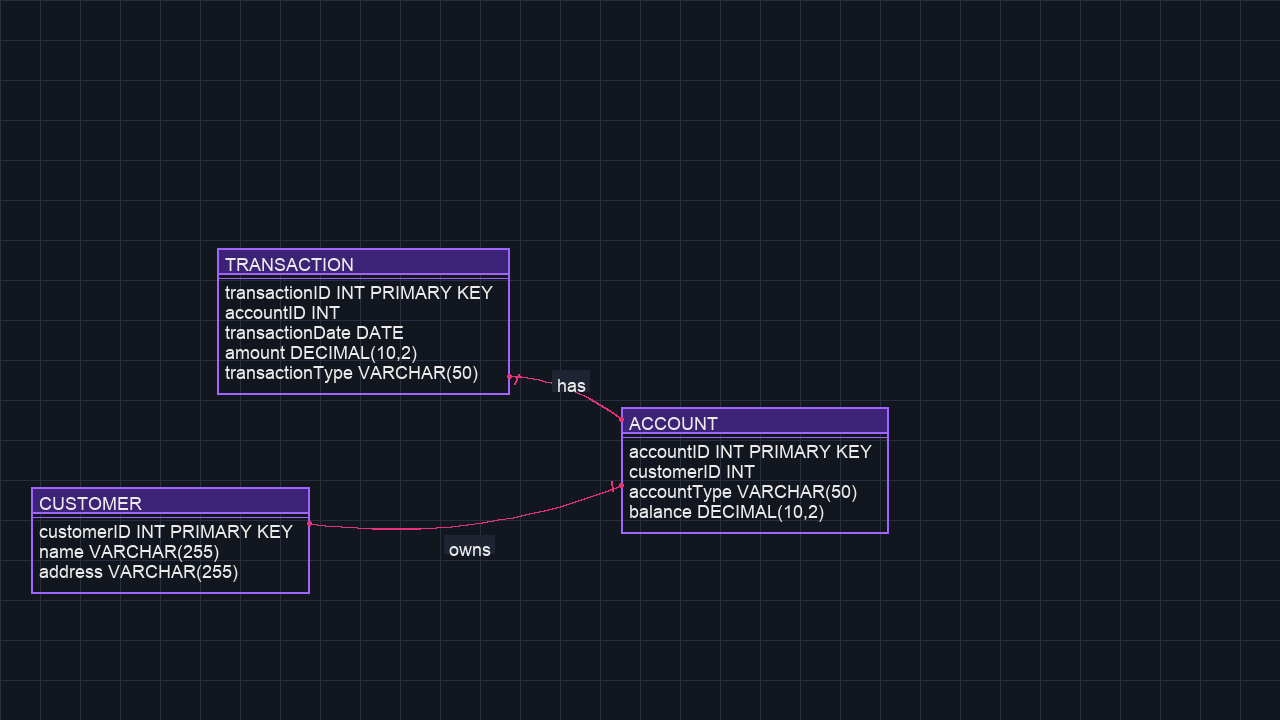 TRANSACTION
transactionID INT PRIMARY KEY
accountID INT
transactionDate DATE
amount DECIMAL(10,2)
transactionType VARCHAR(50)
has
ACCOUNT
accountID INT PRIMARY KEY
customerID INT
accountType VARCHAR(50)
balance DECIMAL(10,2)
CUSTOMER
customerID INT PRIMARY KEY
name VARCHAR(255)
address VARCHAR(255)
owns